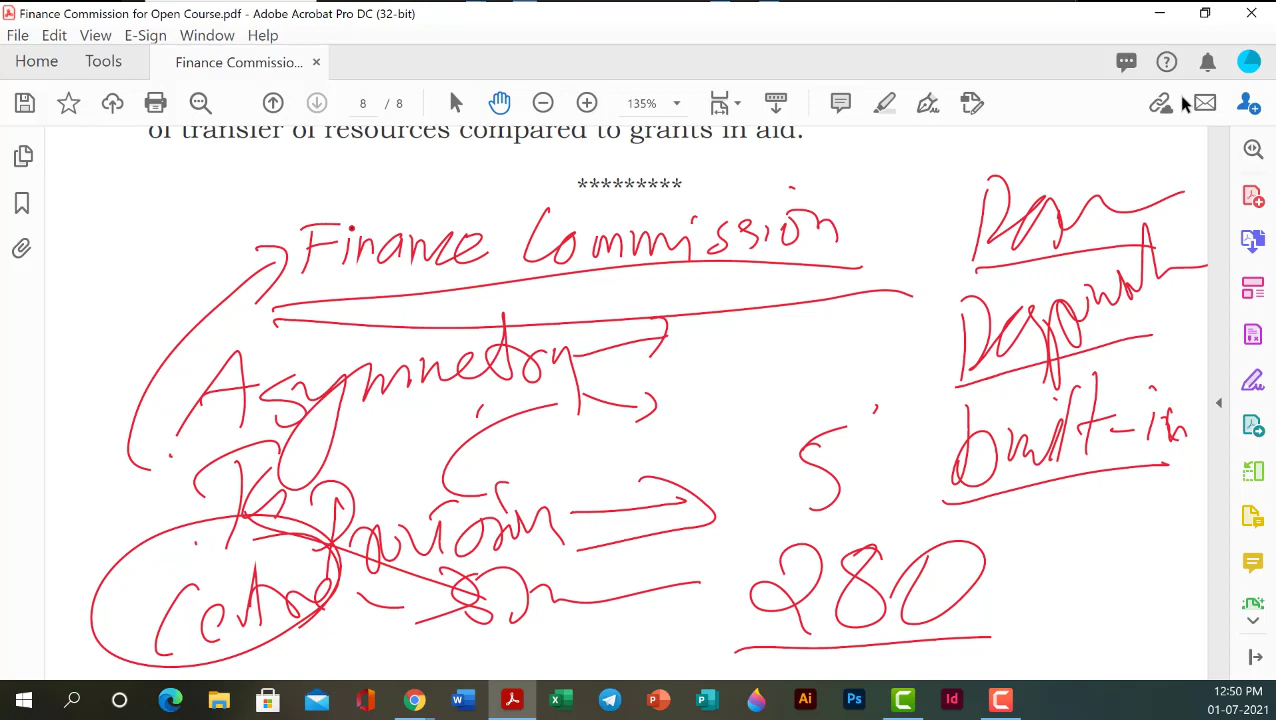 Finance Commission for Open Course.pdf - Adobe Acrobat Pro DC (32-bit)
File Edit View E-Sign Window Help
Home Tools Finance Commissio... ×
8 / 8 135%
of transfer of resources compared to grants in aid.
*********
Finance Commission
Asymmetry
built-in
S
Centre
280
12:50 PM
01-07-2021